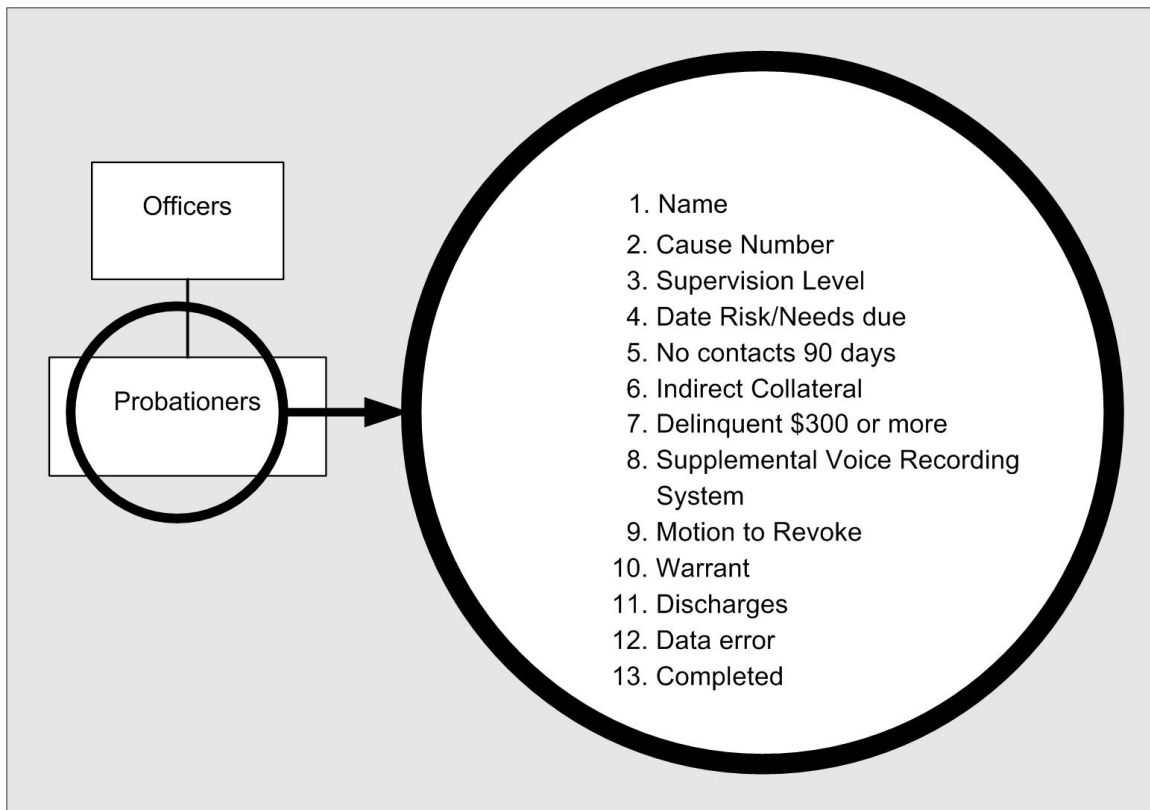 Officers
Probationers
1. Name
2. Cause Number
3. Supervision Level
4. Date Risk/Needs due
5. No contacts 90 days
6. Indirect Collateral
7. Delinquent $300 or more
8. Supplemental Voice Recording
System
9. Motion to Revoke
10. Warrant
11. Discharges
12. Data error
13. Completed